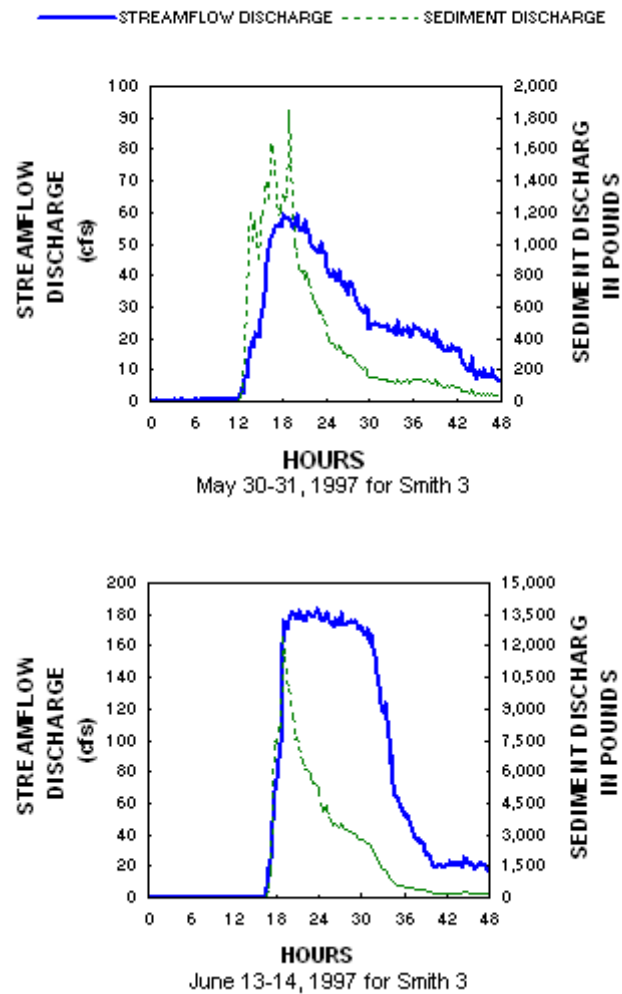 STREAMFLOW DISCHARGE SEDIMENT DISCHARGE
STREAMFLOW
DISCHARGE
(cfs)
100
90
80
70
60
50
40
30
20
10
0
2,000
1,800
1,600
1,400
1,200
1,000
800
600
400
200
0
SEDIMENT DISCHARG
IN POUNDS
0 6 12 18 24 30 36 42 48
HOURS
May 30-31, 1997 for Smith 3
STREAMFLOW
DISCHARGE
(cfs)
200
180
160
140
120
100
80
60
40
20
0
15,000
13,500
12,000
10,500
9,000
7,500
6,000
4,500
3,000
1,500
0
SEDIMENT DISCHARG
IN POUNDS
0 6 12 18 24 30 36 42 48
HOURS
June 13-14, 1997 for Smith 3